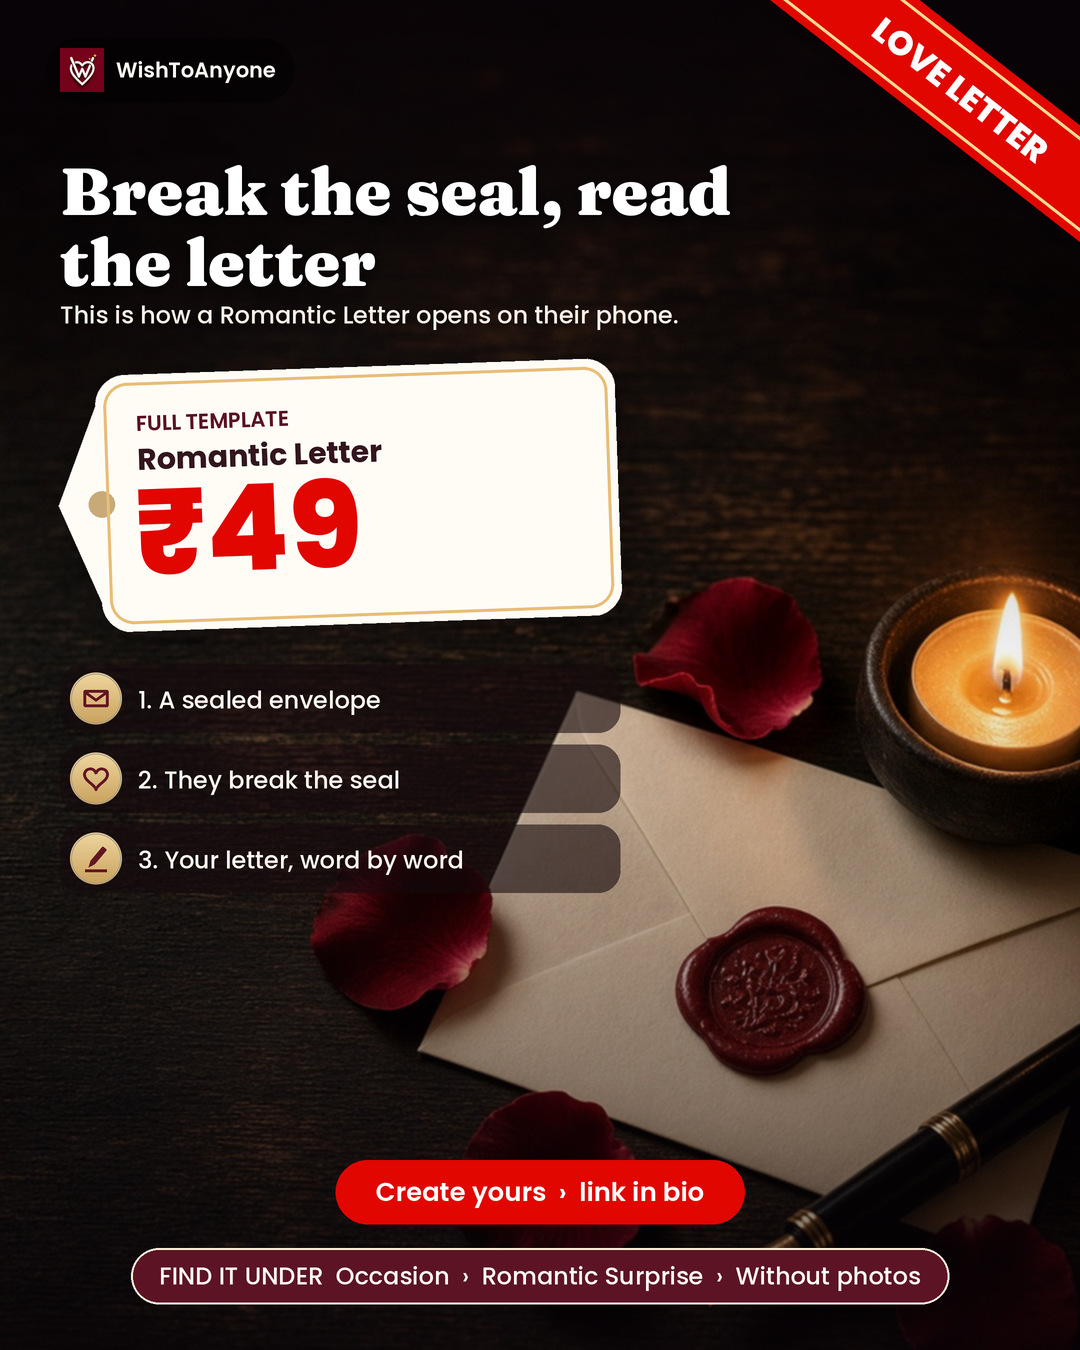 WishToAnyone
LOVE LETTER
Break the seal, read
the letter
This is how a Romantic Letter opens on their phone.
FULL TEMPLATE
Romantic Letter
₹49
1. A sealed envelope
2. They break the seal
3. Your letter, word by word
Create yours › link in bio
FIND IT UNDER Occasion › Romantic Surprise › Without photos